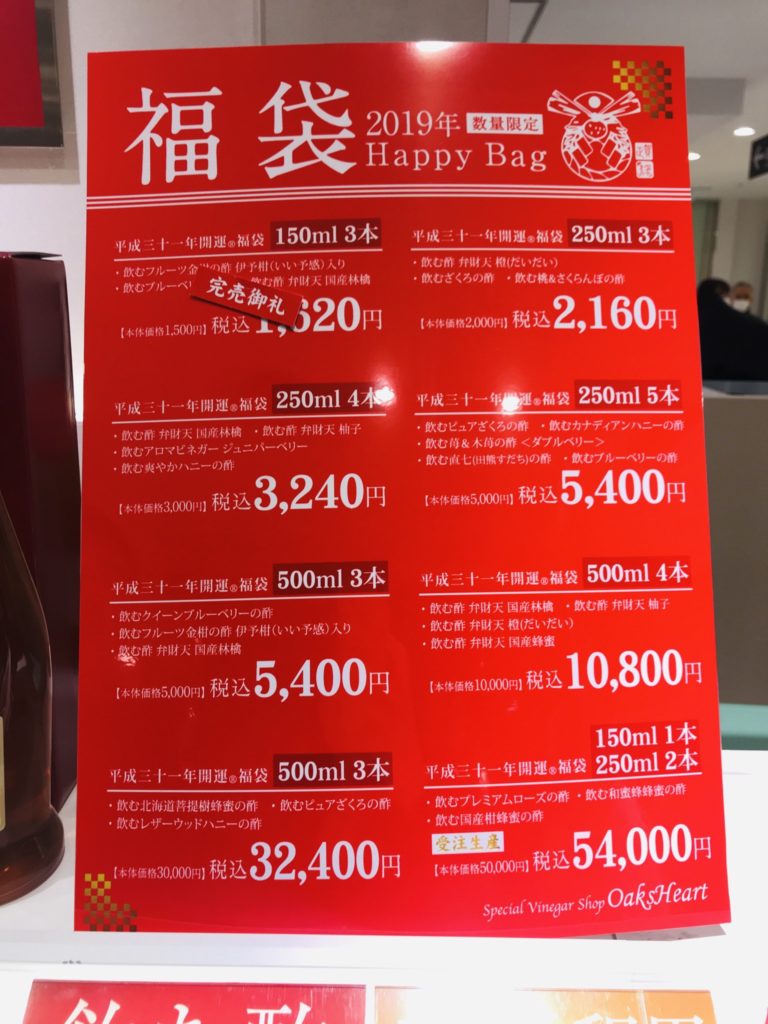 福袋
2019年 数量限定
Happy Bag
平成三十一年開運®福袋 150ml 3本
・飲むフルーツ金柑の酢 伊予柑(いい予感)入り
・飲むブルーベリ ・飲む酢 弁財天 国産林檎
完売御礼
【本体価格1,500円】税込1,620円
平成三十一年開運®福袋 250ml 3本
・飲む酢 弁財天 橙(だいだい)
・飲むざくろの酢 ・飲む桃&さくらんぼの酢
【本体価格2,000円】税込2,160円
平成三十一年開運®福袋 250ml 4本
・飲む酢 弁財天 国産林檎 ・飲む酢 弁財天 柚子
・飲むアロマビネガー ジュニパーベリー
・飲む爽やかハニーの酢
【本体価格3,000円】税込3,240円
平成三十一年開運®福袋 250ml 5本
・飲むピュアざくろの酢 ・飲むカナディアンハニーの酢
・飲む苺&木苺の酢<ダブルベリー>
・飲む直七(田熊すだち)の酢 ・飲むブルーベリーの酢
【本体価格5,000円】税込5,400円
平成三十一年開運®福袋 500ml 3本
・飲むクイーンブルーベリーの酢
・飲むフルーツ金柑の酢 伊予柑(いい予感)入り
・飲む酢 弁財天 国産林檎
【本体価格5,000円】税込5,400円
平成三十一年開運®福袋 500ml 4本
・飲む酢 弁財天 国産林檎 ・飲む酢 弁財天 柚子
・飲む酢 弁財天 橙(だいだい)
・飲む酢 弁財天 国産蜂蜜
【本体価格10,000円】税込10,800円
平成三十一年開運®福袋 500ml 3本
・飲む北海道菩提樹蜂蜜の酢 ・飲むピュアざくろの酢
・飲むレザーウッドハニーの酢
【本体価格30,000円】税込32,400円
150ml 1本
平成三十一年開運®福袋 250ml 2本
・飲むプレミアムローズの酢 ・飲む和蜜蜂蜂蜜の酢
・飲む国産柑蜂蜜の酢
受注生産
【本体価格50,000円】税込54,000円
Special Vinegar Shop OaksHeart